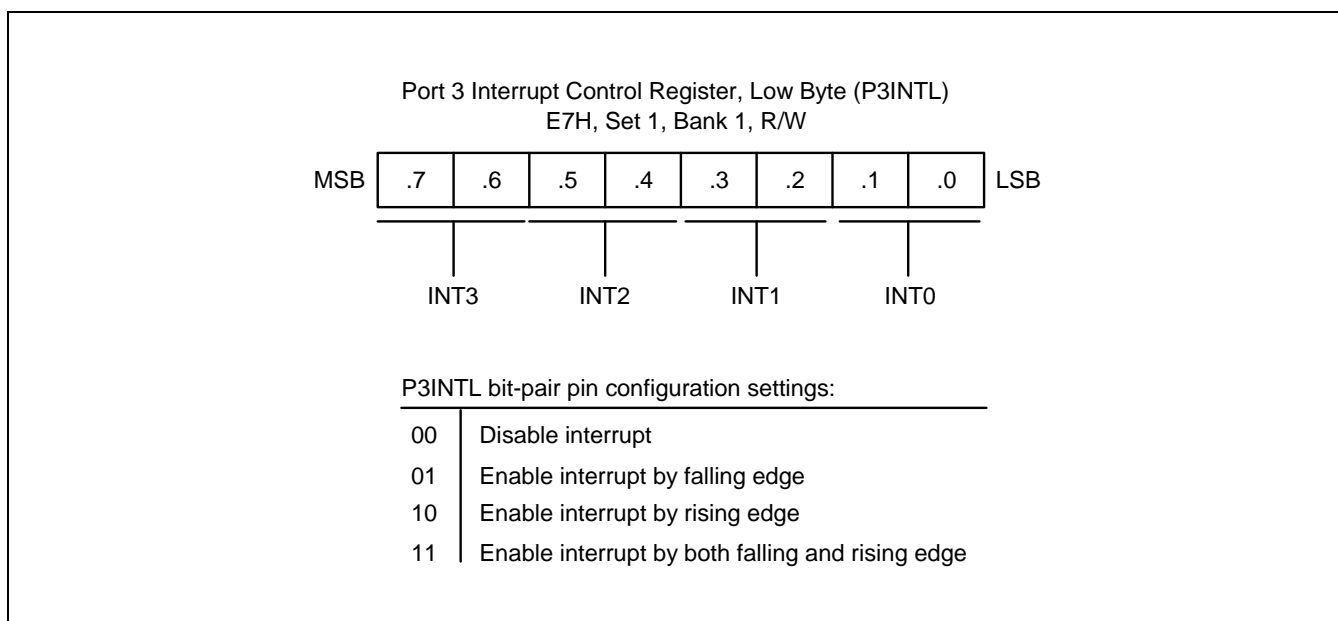 Port 3 Interrupt Control Register, Low Byte (P3INTL)
E7H, Set 1, Bank 1, R/W
MSB .7 .6 .5 .4 .3 .2 .1 .0 LSB
INT3 INT2 INT1 INT0
P3INTL bit-pair pin configuration settings:
00 Disable interrupt
01 Enable interrupt by falling edge
10 Enable interrupt by rising edge
11 Enable interrupt by both falling and rising edge